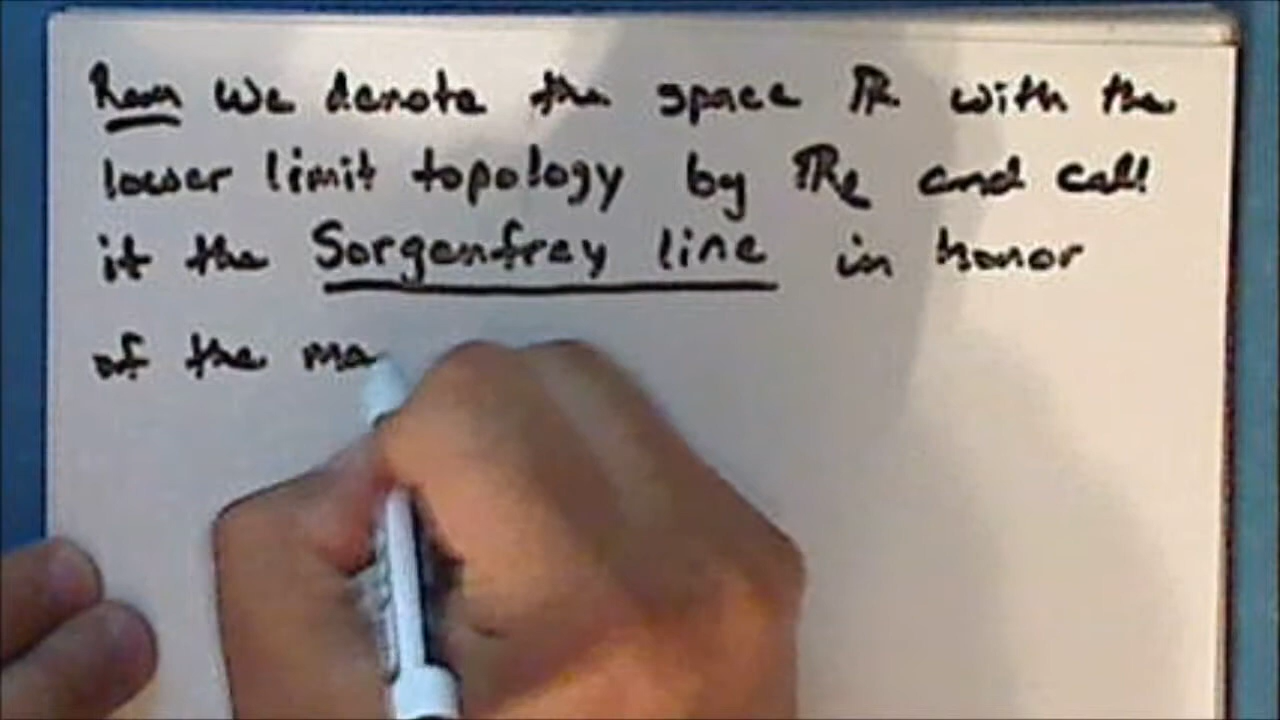 Rem We denote the space ℝ with the
lower limit topology by ℝℓ and call
it the Sorgenfrey line in honor
of the ma